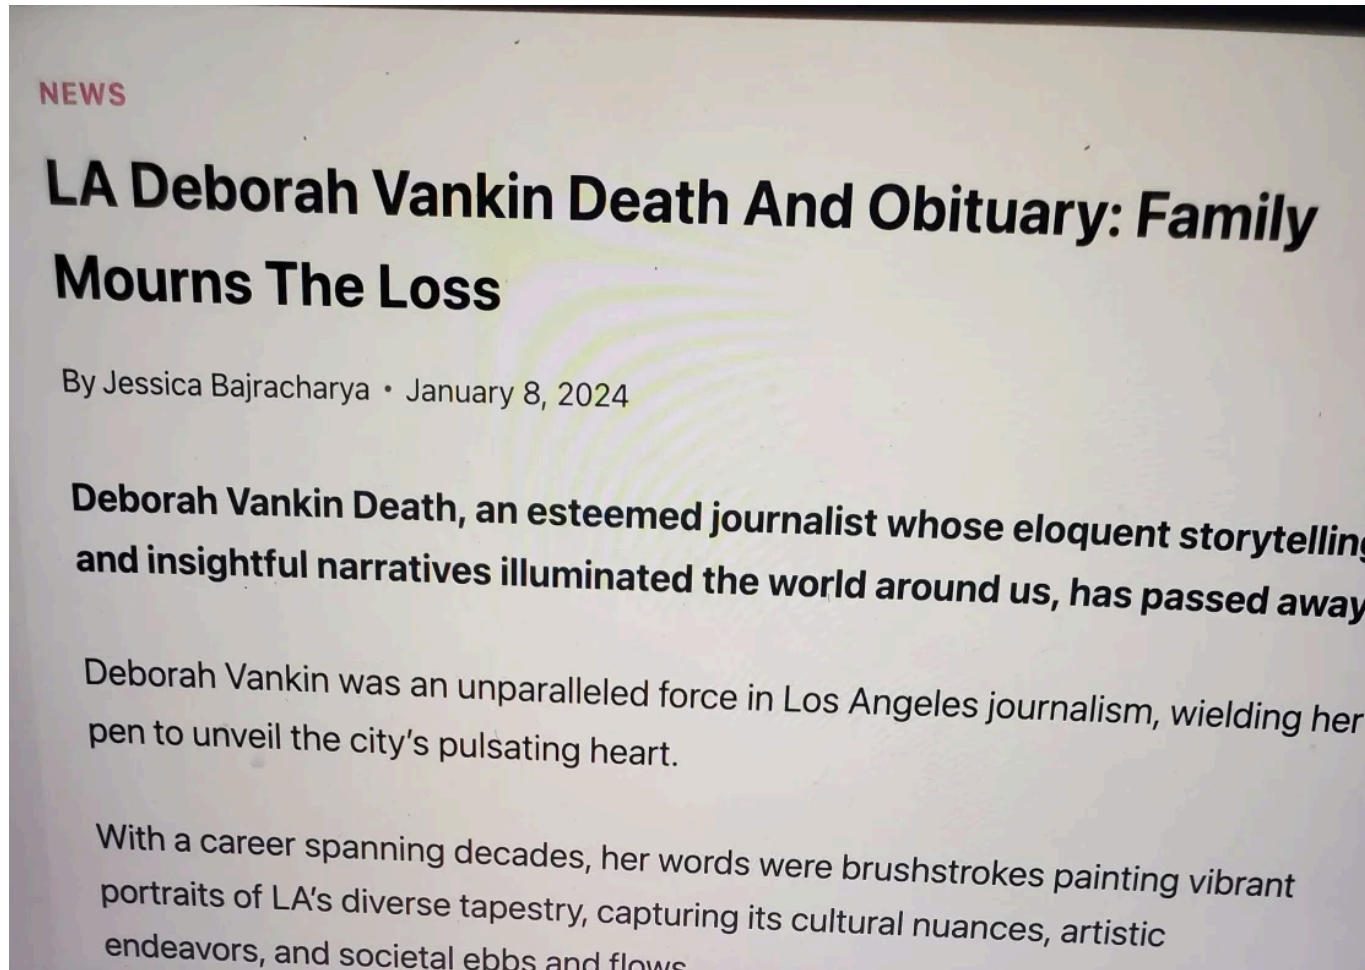 NEWS
LA Deborah Vankin Death And Obituary: Family
Mourns The Loss
By Jessica Bajracharya • January 8, 2024
Deborah Vankin Death, an esteemed journalist whose eloquent storytelling
and insightful narratives illuminated the world around us, has passed away
Deborah Vankin was an unparalleled force in Los Angeles journalism, wielding her
pen to unveil the city's pulsating heart.
With a career spanning decades, her words were brushstrokes painting vibrant
portraits of LA's diverse tapestry, capturing its cultural nuances, artistic
endeavors, and societal ebbs and flows